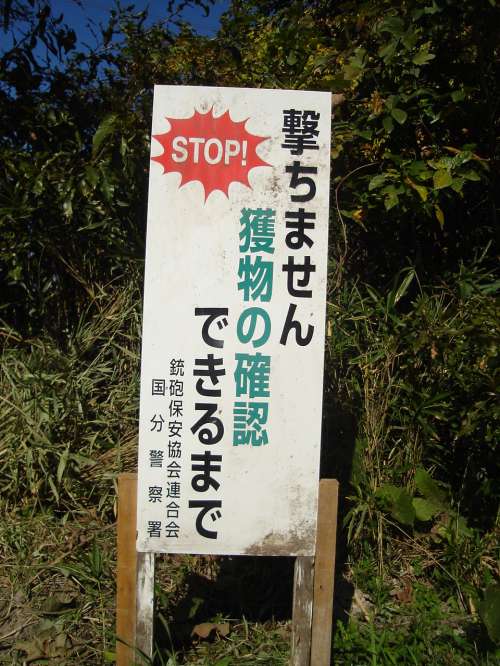 STOP!
撃ちません
獲物の確認
できるまで
銃砲保安協会連合会
国分警察署